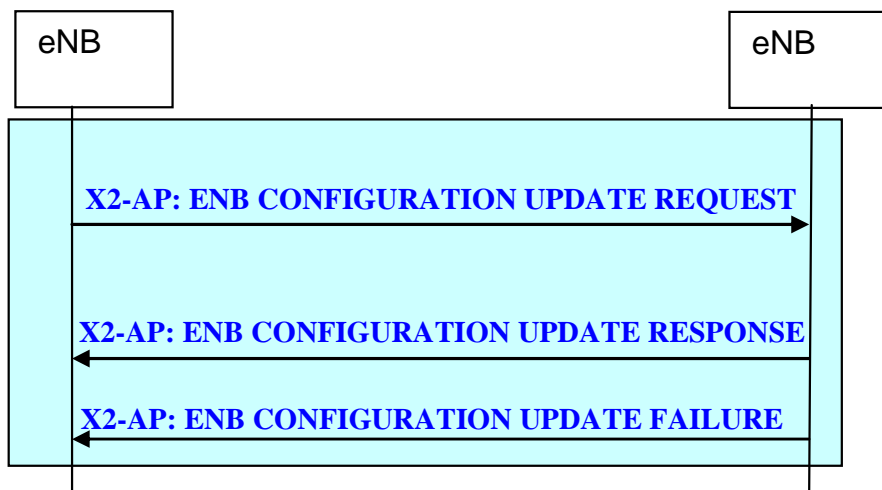 eNB
eNB
X2-AP: ENB CONFIGURATION UPDATE REQUEST
X2-AP: ENB CONFIGURATION UPDATE RESPONSE
X2-AP: ENB CONFIGURATION UPDATE FAILURE